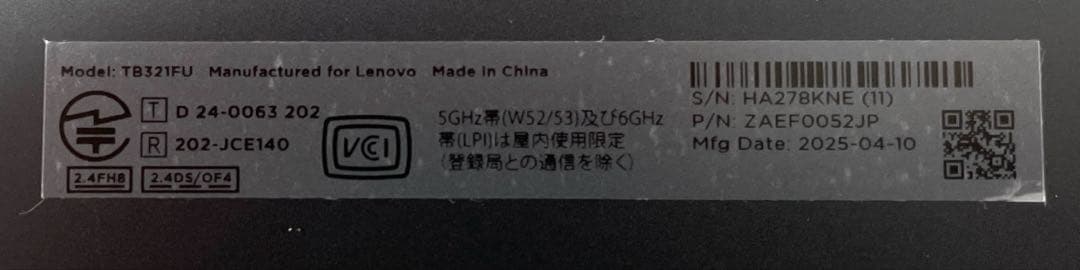 Model: TB321FU Manufactured for Lenovo Made in China
T D 24-0063 202
R 202-JCE140
2.4FH8 2.4DS/OF4
VCCI
5GHz帯(W52/53)及び6GHz
帯(LPI)は屋内使用限定
(登録局との通信を除く)
S/N: HA278KNE (11)
P/N: ZAEF0052JP
Mfg Date: 2025-04-10